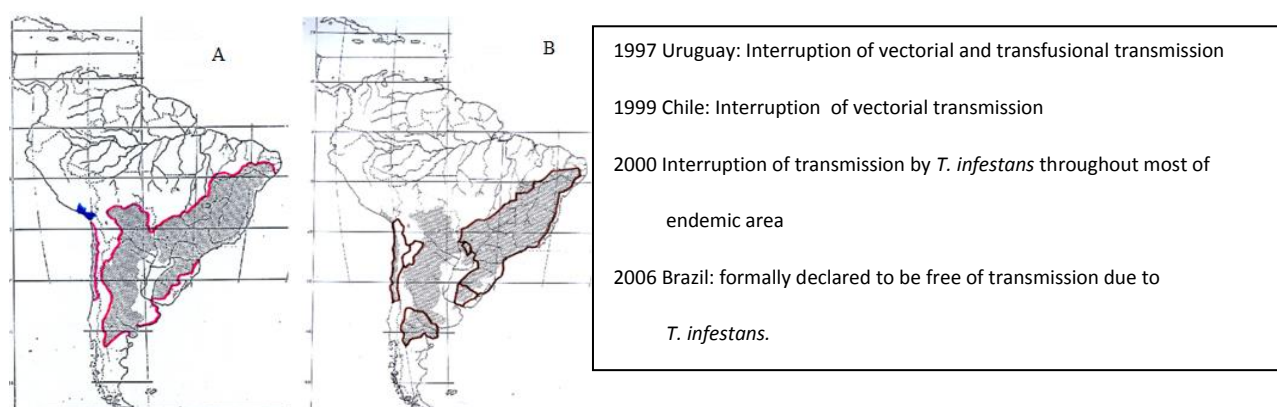 A
B
1997 Uruguay: Interruption of vectorial and transfusional transmission
1999 Chile: Interruption of vectorial transmission
2000 Interruption of transmission by T. infestans throughout most of
endemic area
2006 Brazil: formally declared to be free of transmission due to
T. infestans.